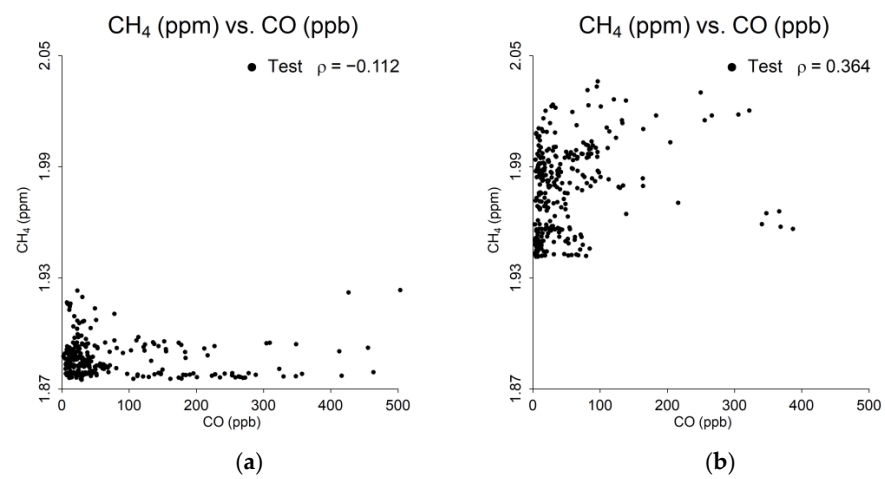 CH₄ (ppm) vs. CO (ppb)
● Test ρ = −0.112
2.05
1.99
1.93
1.87
CH₄ (ppm)
0 100 200 300 400 500
CO (ppb)
(a)
CH₄ (ppm) vs. CO (ppb)
● Test ρ = 0.364
2.05
1.99
1.93
1.87
CH₄ (ppm)
0 100 200 300 400 500
CO (ppb)
(b)